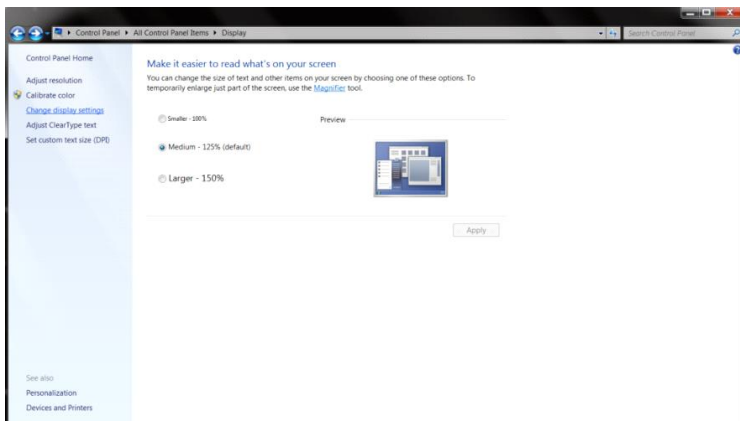 Control Panel ▸ All Control Panel Items ▸ Display
Search Control Panel
Control Panel Home
Adjust resolution
Calibrate color
Change display settings
Adjust ClearType text
Set custom text size (DPI)
Make it easier to read what's on your screen
You can change the size of text and other items on your screen by choosing one of these options. To
temporarily enlarge just part of the screen, use the Magnifier tool.
Smaller - 100%
Preview
Medium - 125% (default)
Larger - 150%
Apply
See also
Personalization
Devices and Printers